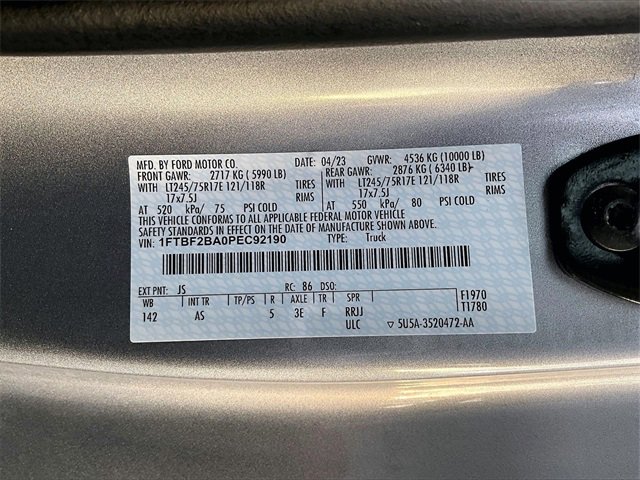 MFD. BY FORD MOTOR CO. DATE: 04/23 GVWR: 4536 KG (10000 LB)
FRONT GAWR: 2717 KG ( 5990 LB) REAR GAWR: 2876 KG ( 6340 LB)
WITH LT245/75R17E 121/118R TIRES WITH LT245/75R17E 121/118R TIRES
17x7.5J RIMS 17x7.5J RIMS
AT 520 kPa/ 75 PSI COLD AT 550 kPa/ 80 PSI COLD
THIS VEHICLE CONFORMS TO ALL APPLICABLE FEDERAL MOTOR VEHICLE
SAFETY STANDARDS IN EFFECT ON THE DATE OF MANUFACTURE SHOWN ABOVE.
VIN: 1FTBF2BA0PEC92190 TYPE: Truck
EXT PNT: JS RC: 86 DSO:
WB INT TR TP/PS R AXLE TR SPR F1970
142 AS 5 3E F RRJJ T1780
ULC ▽ 5U5A-3520472-AA